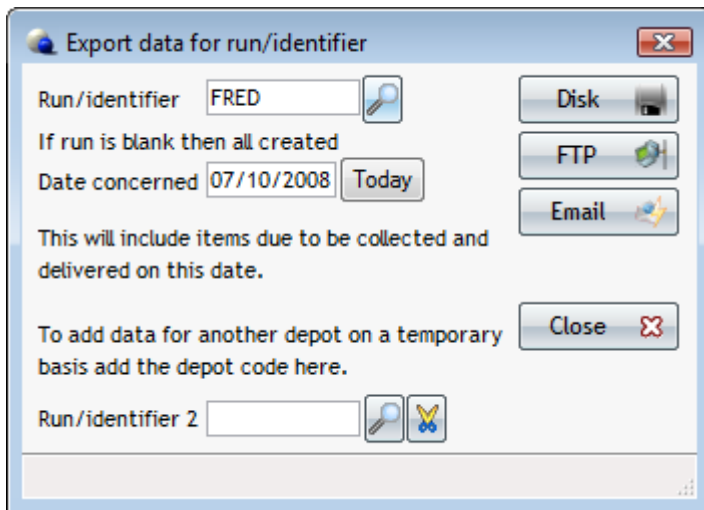 Export data for run/identifier
Run/identifier FRED
Disk
If run is blank then all created
FTP
Date concerned 07/10/2008 Today
Email
This will include items due to be collected and
delivered on this date.
To add data for another depot on a temporary
basis add the depot code here.
Close
Run/identifier 2